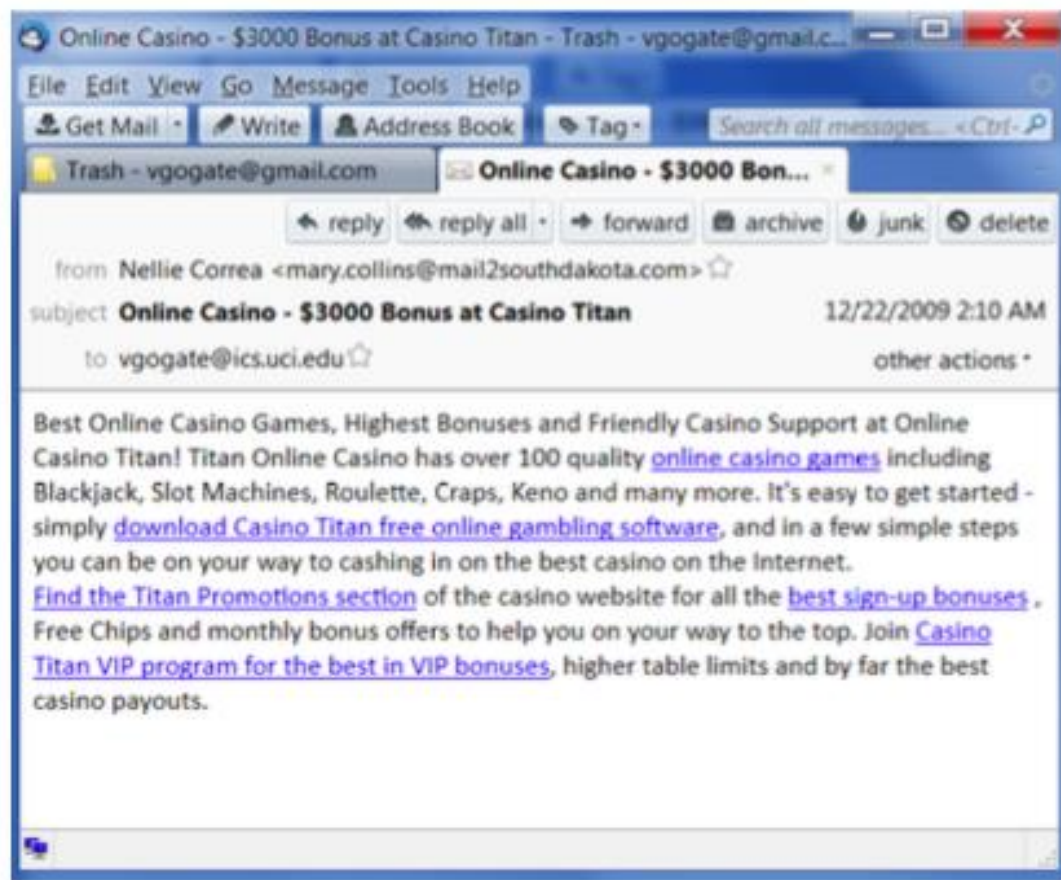 Online Casino - $3000 Bonus at Casino Titan - Trash - vgogate@gmail.c...
File Edit View Go Message Tools Help
Get Mail Write Address Book Tag Search all messages... <Ctrl-
Trash - vgogate@gmail.com Online Casino - $3000 Bon...
reply reply all forward archive junk delete
from Nellie Correa <mary.collins@mail2southdakota.com>
subject Online Casino - $3000 Bonus at Casino Titan 12/22/2009 2:10 AM
to vgogate@ics.uci.edu other actions
Best Online Casino Games, Highest Bonuses and Friendly Casino Support at Online
Casino Titan! Titan Online Casino has over 100 quality online casino games including
Blackjack, Slot Machines, Roulette, Craps, Keno and many more. It's easy to get started -
simply download Casino Titan free online gambling software, and in a few simple steps
you can be on your way to cashing in on the best casino on the Internet.
Find the Titan Promotions section of the casino website for all the best sign-up bonuses ,
Free Chips and monthly bonus offers to help you on your way to the top. Join Casino
Titan VIP program for the best in VIP bonuses, higher table limits and by far the best
casino payouts.